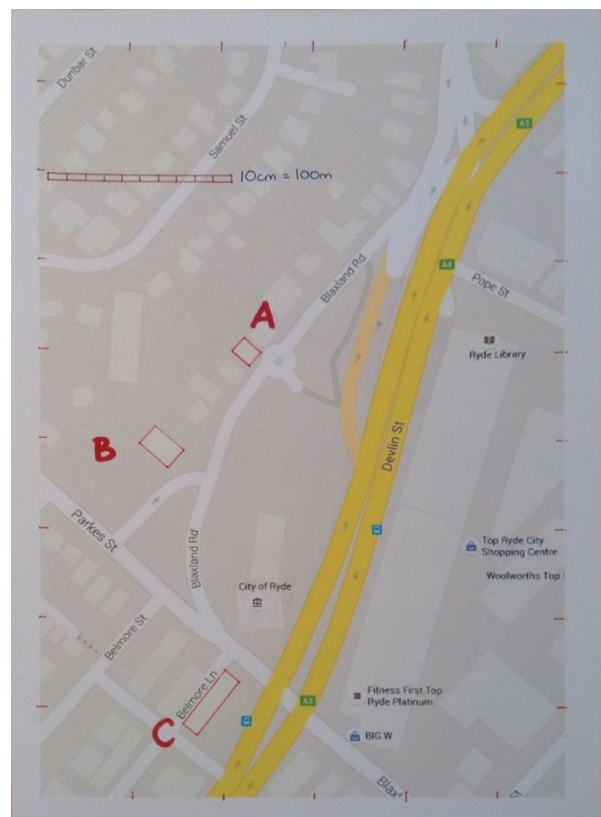 Dunbar St
Samuel St
A3
10cm = 100m
A3
Blaxland Rd
Pope St
A
Ryde Library
B
Devlin St
Parkes St
Top Ryde City
Shopping Centre
Blaxland Rd
Woolworths Top
City of Ryde
Belmore St
Belmore Ln
A3
Fitness First Top
Ryde Platinum
C
BIG W
Blaxl
St